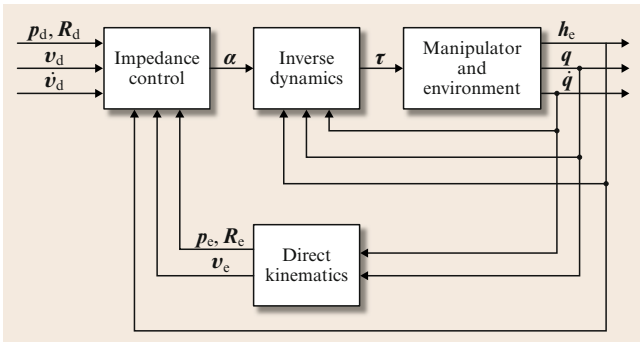 p_d, R_d
v_d
v̇_d
Impedance
control
α
Inverse
dynamics
τ
Manipulator
and
environment
h_e
q
q̇
p_e, R_e
v_e
Direct
kinematics